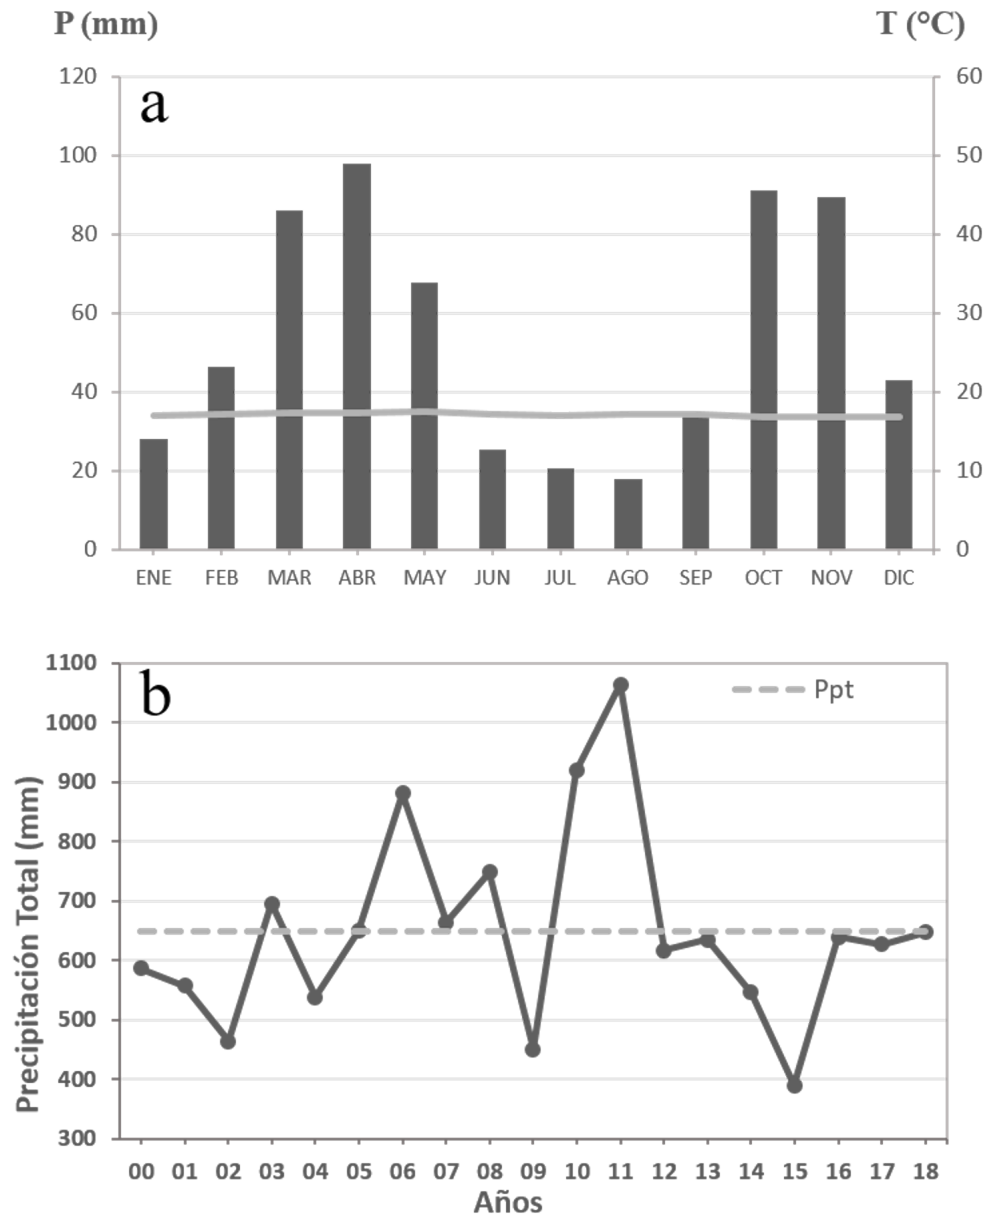 P (mm) T (°C)
a
120 60
100 50
80 40
60 30
40 20
20 10
0 0
ENE FEB MAR ABR MAY JUN JUL AGO SEP OCT NOV DIC
b
Ppt
1100
1000
900
800
700
600
500
400
300
Precipitación Total (mm)
00 01 02 03 04 05 06 07 08 09 10 11 12 13 14 15 16 17 18
Años